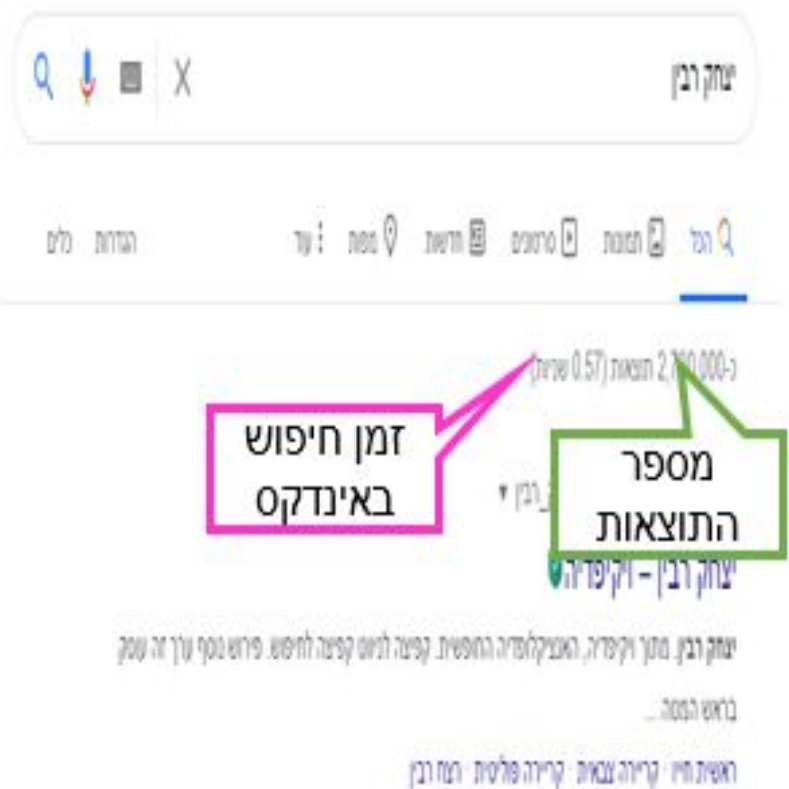 יצחק רבין
הכל תמונות סרטונים חדשות מפות עוד הגדרות כלים
כ-2,700,000 תוצאות (0.57 שניות)
זמן חיפוש
באינדקס
מספר
התוצאות
רבין
יצחק רבין – ויקיפדיה
יצחק רבין. מתוך ויקיפדיה, האנציקלופדיה החופשית. קפיצה לניווט קפיצה לחיפוש. פירוש נוסף ערך זה עוסק
בראש הממשלה ...
ראשית חייו · קריירה צבאית · קריירה פוליטית · רצח רבין